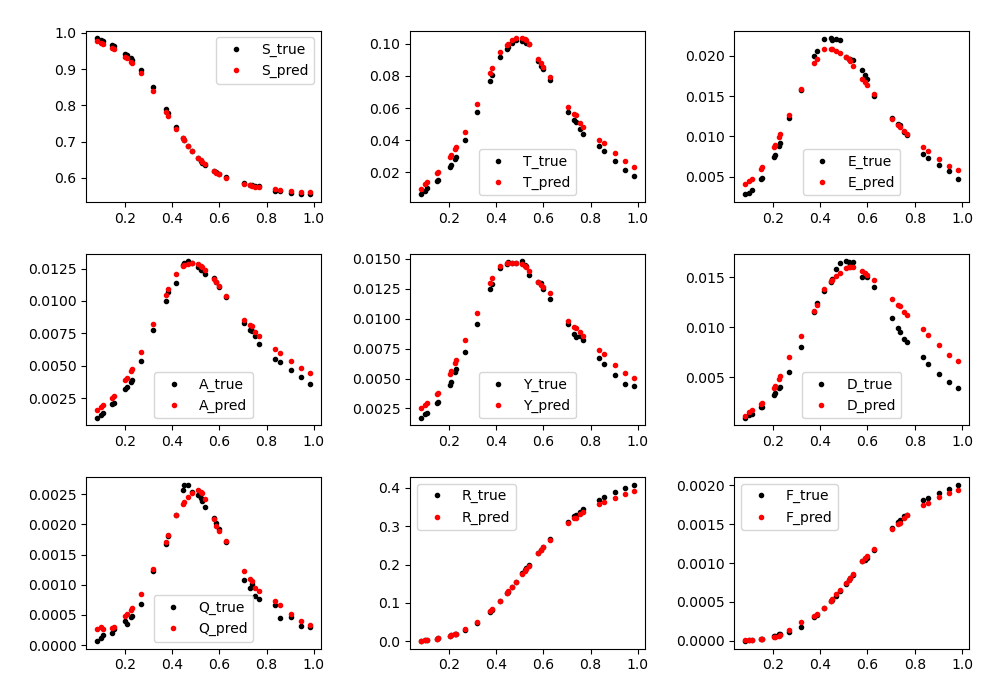 1.0
0.9
0.8
0.7
0.6
S_true
S_pred
0.2 0.4 0.6 0.8 1.0
0.10
0.08
0.06
0.04
0.02
T_true
T_pred
0.2 0.4 0.6 0.8 1.0
0.020
0.015
0.010
0.005
E_true
E_pred
0.2 0.4 0.6 0.8 1.0
0.0125
0.0100
0.0075
0.0050
0.0025
A_true
A_pred
0.2 0.4 0.6 0.8 1.0
0.0150
0.0125
0.0100
0.0075
0.0050
0.0025
Y_true
Y_pred
0.2 0.4 0.6 0.8 1.0
0.015
0.010
0.005
D_true
D_pred
0.2 0.4 0.6 0.8 1.0
0.0025
0.0020
0.0015
0.0010
0.0005
0.0000
Q_true
Q_pred
0.2 0.4 0.6 0.8 1.0
0.4
0.3
0.2
0.1
0.0
R_true
R_pred
0.2 0.4 0.6 0.8 1.0
0.0020
0.0015
0.0010
0.0005
0.0000
F_true
F_pred
0.2 0.4 0.6 0.8 1.0